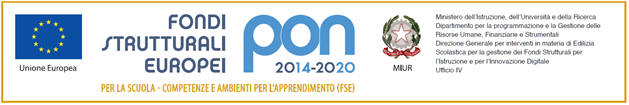 Unione Europea
FONDI
STRUTTURALI
EUROPEI
pon
2014-2020
PER LA SCUOLA - COMPETENZE E AMBIENTI PER L'APPRENDIMENTO (FSE)
MIUR
Ministero dell'Istruzione, dell'Università e della Ricerca
Dipartimento per la programmazione e la Gestione delle
Risorse Umane, Finanziarie e Strumentali
Direzione Generale per interventi in materia di Edilizia
Scolastica per la gestione dei Fondi Strutturali per
l'Istruzione e per l'Innovazione Digitale
Ufficio IV